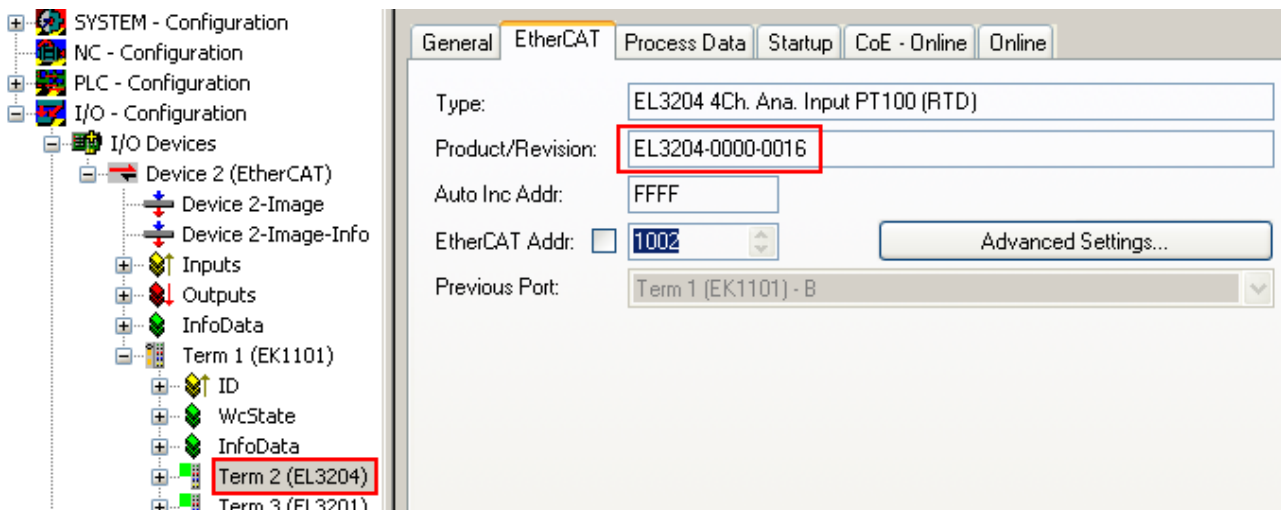 SYSTEM - Configuration
NC - Configuration
PLC - Configuration
I/O - Configuration
I/O Devices
Device 2 (EtherCAT)
Device 2-Image
Device 2-Image-Info
Inputs
Outputs
InfoData
Term 1 (EK1101)
ID
WcState
InfoData
Term 2 (EL3204)
Term 3 (EL3201)
General EtherCAT Process Data Startup CoE - Online Online
Type: EL3204 4Ch. Ana. Input PT100 (RTD)
Product/Revision: EL3204-0000-0016
Auto Inc Addr: FFFF
EtherCAT Addr: 1002 Advanced Settings...
Previous Port: Term 1 (EK1101) - B